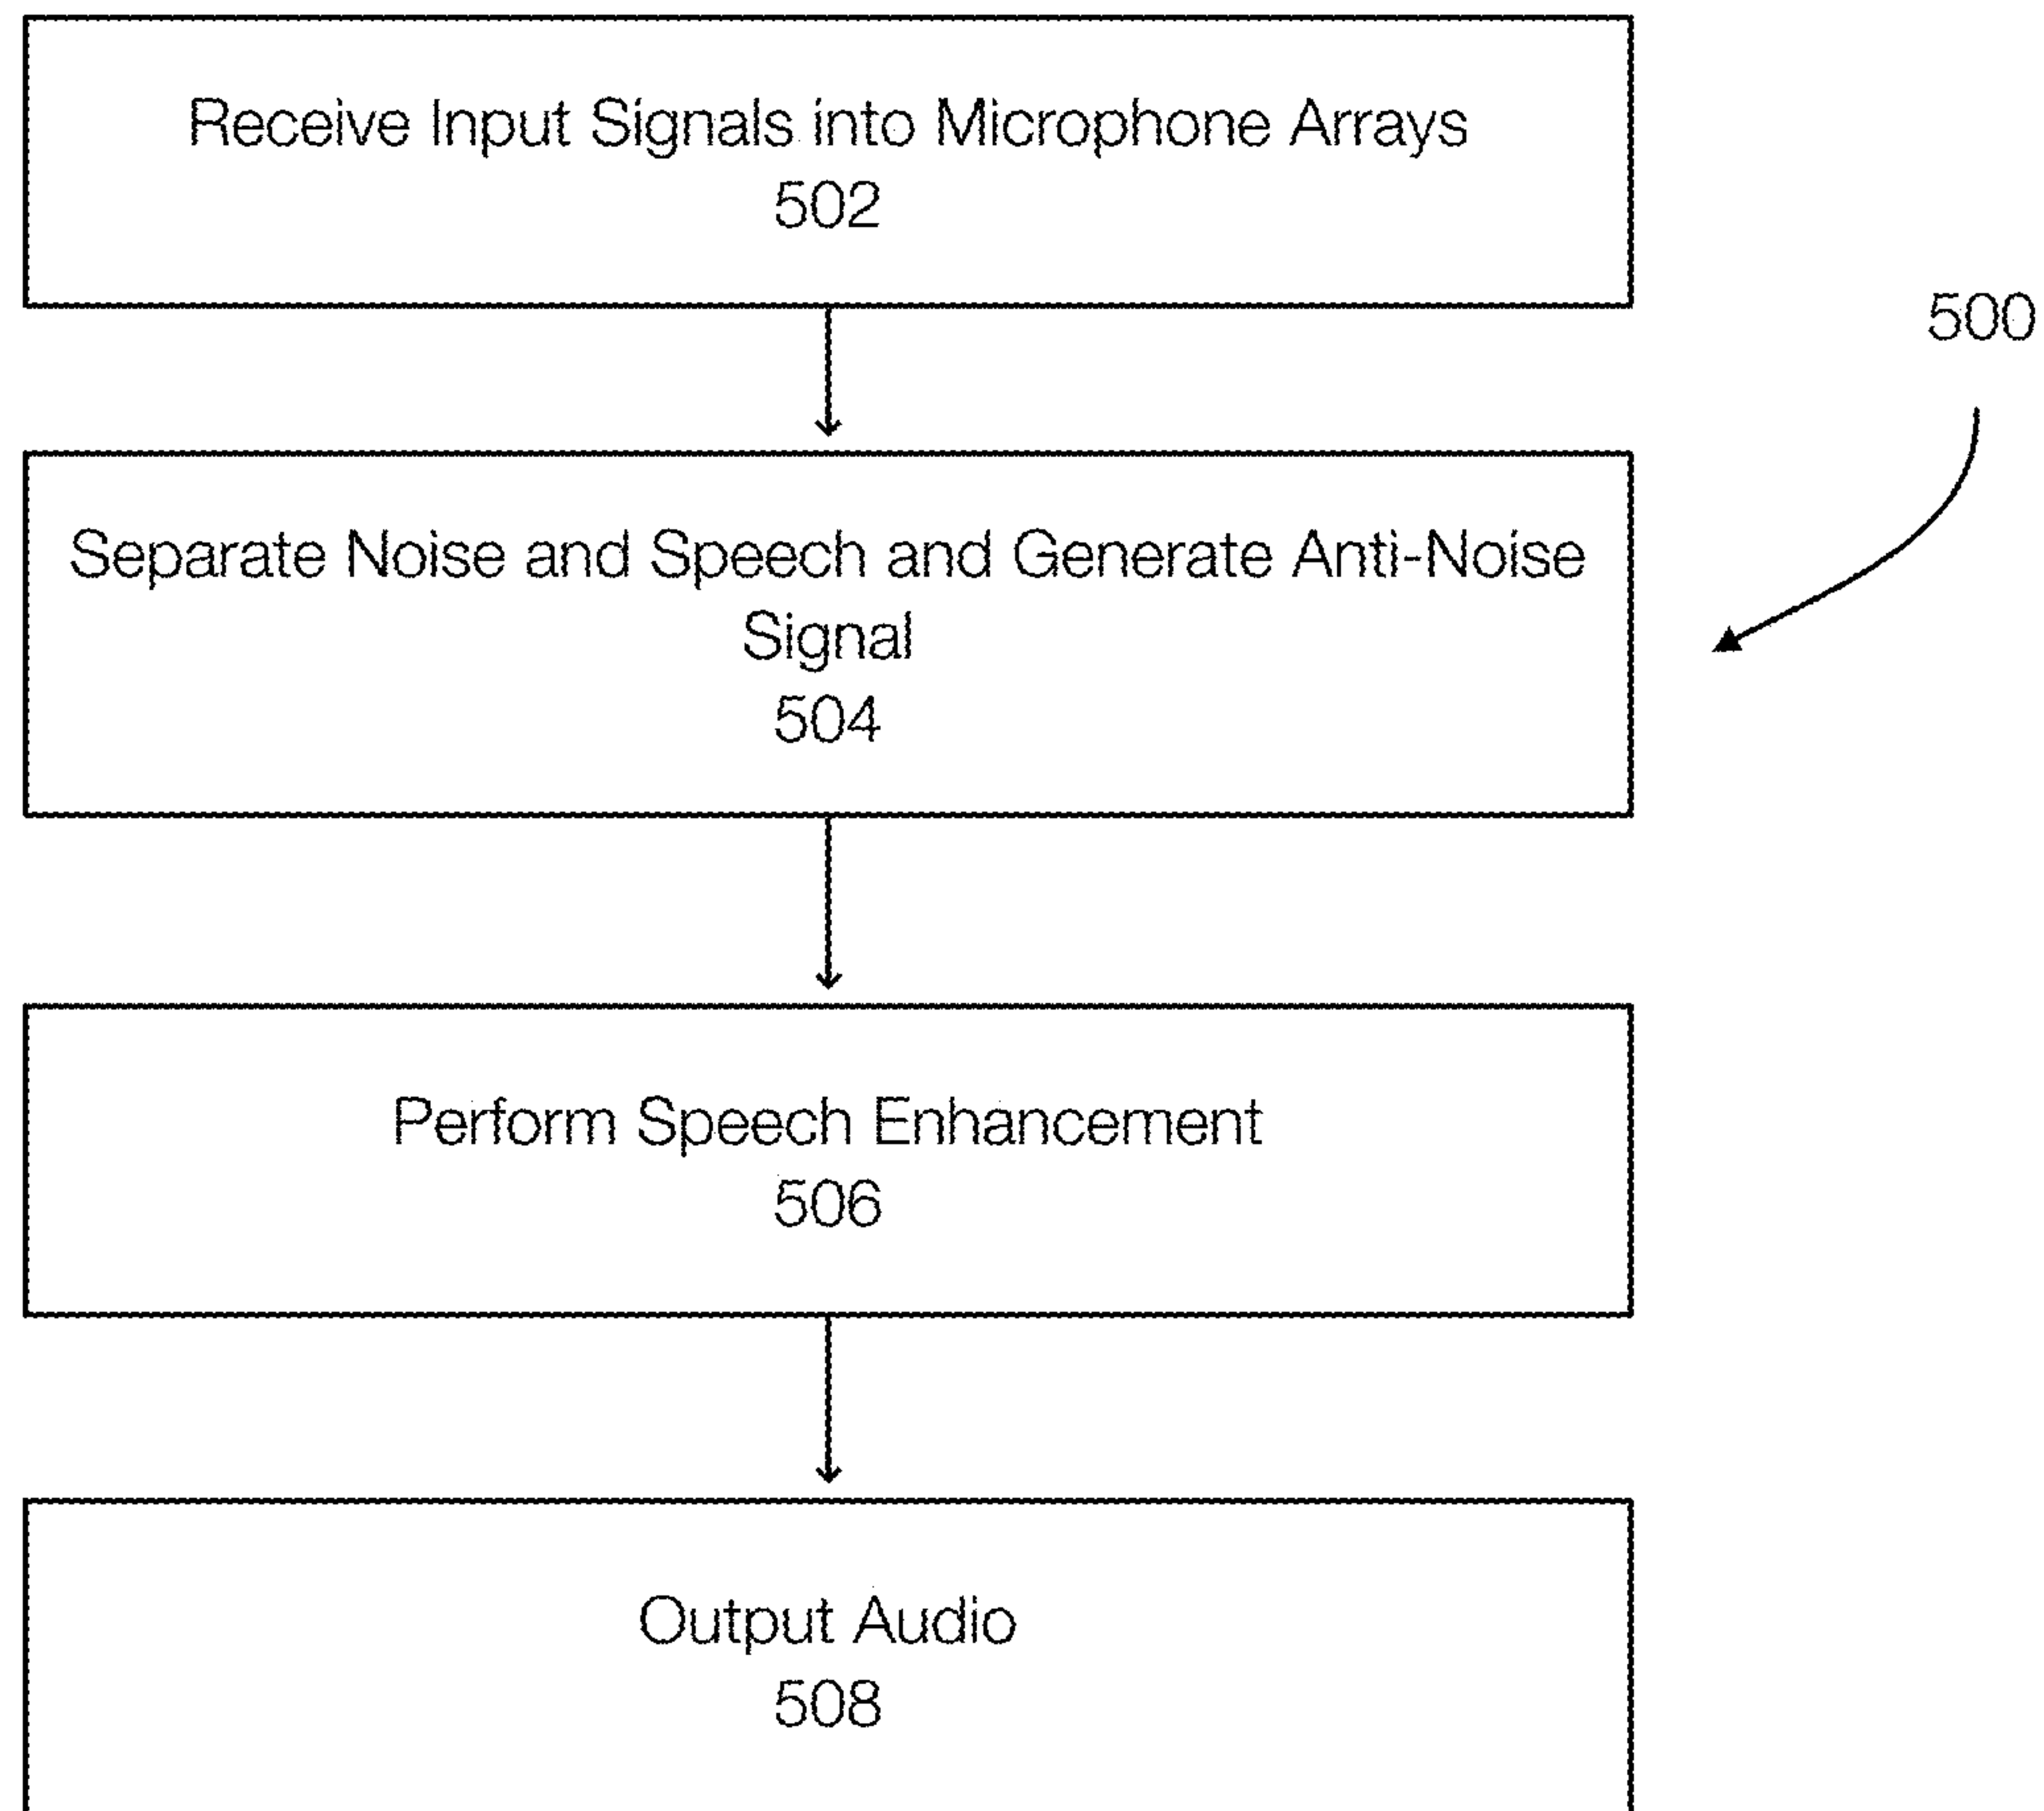 Receive Input Signals into Microphone Arrays
502
500
Separate Noise and Speech and Generate Anti-Noise
Signal
504
Perform Speech Enhancement
506
Output Audio
508